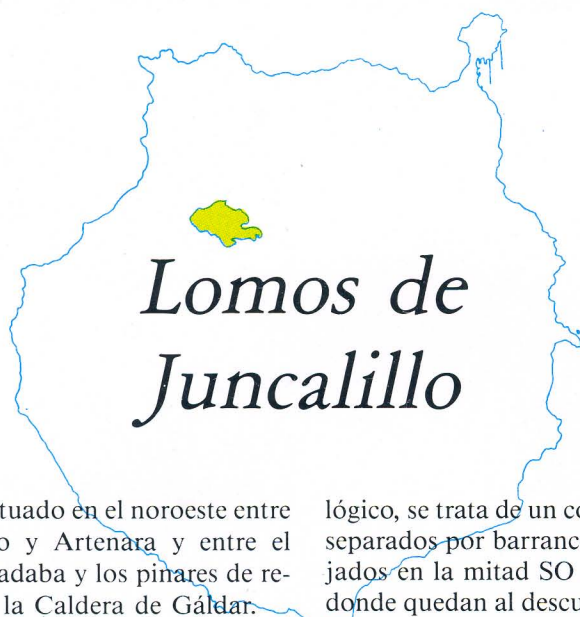 Lomos de
Juncalillo
tuado en el noroeste entre
o y Artenara y entre el
adaba y los pinares de re-
la Caldera de Gáldar.
lógico, se trata de un co
separados por barranc
jados en la mitad SO
donde quedan al descu